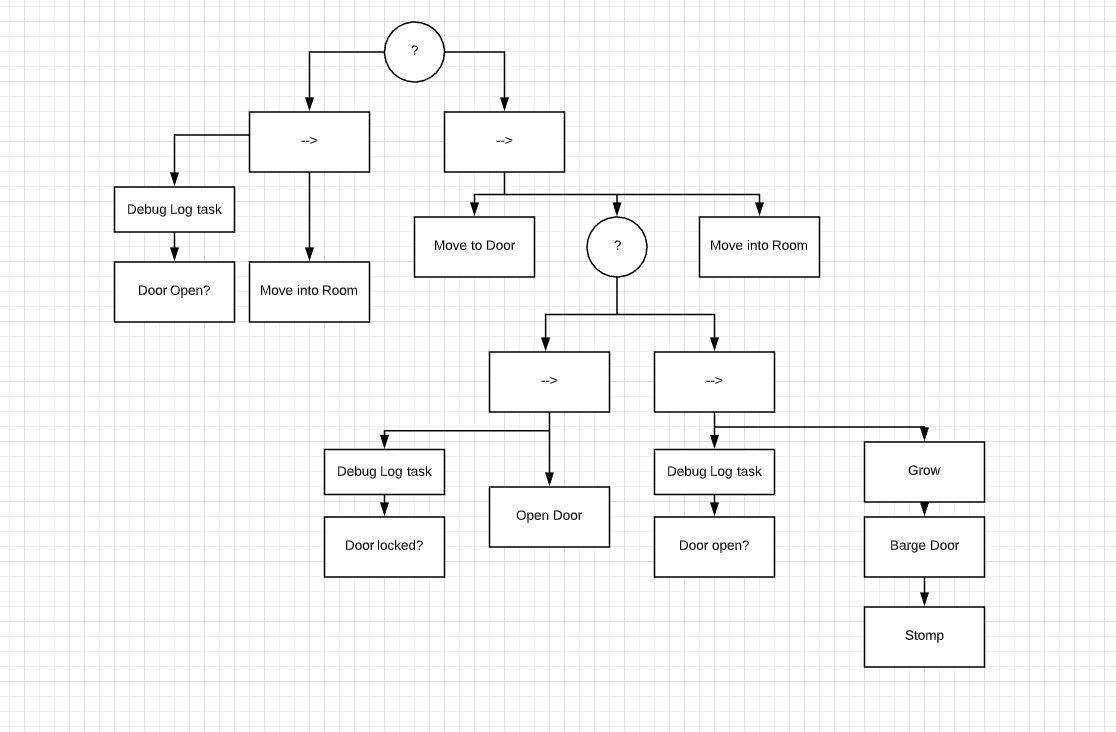 ?
-->
-->
Debug Log task
Door Open?
Move into Room
Move to Door
?
Move into Room
-->
-->
Debug Log task
Door locked?
Open Door
Debug Log task
Door open?
Grow
Barge Door
Stomp